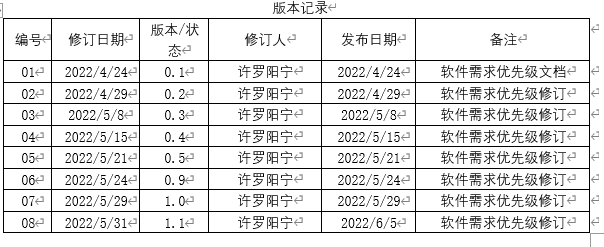 版本记录
编号 修订日期 版本/状态 修订人 发布日期 备注
01 2022/4/24 0.1 许罗阳宁 2022/4/24 软件需求优先级文档
02 2022/4/29 0.2 许罗阳宁 2022/4/29 软件需求优先级修订
03 2022/5/8 0.3 许罗阳宁 2022/5/8 软件需求优先级修订
04 2022/5/15 0.4 许罗阳宁 2022/5/15 软件需求优先级修订
05 2022/5/21 0.5 许罗阳宁 2022/5/21 软件需求优先级修订
06 2022/5/24 0.9 许罗阳宁 2022/5/24 软件需求优先级修订
07 2022/5/29 1.0 许罗阳宁 2022/5/29 软件需求优先级修订
08 2022/5/31 1.1 许罗阳宁 2022/6/5 软件需求优先级修订